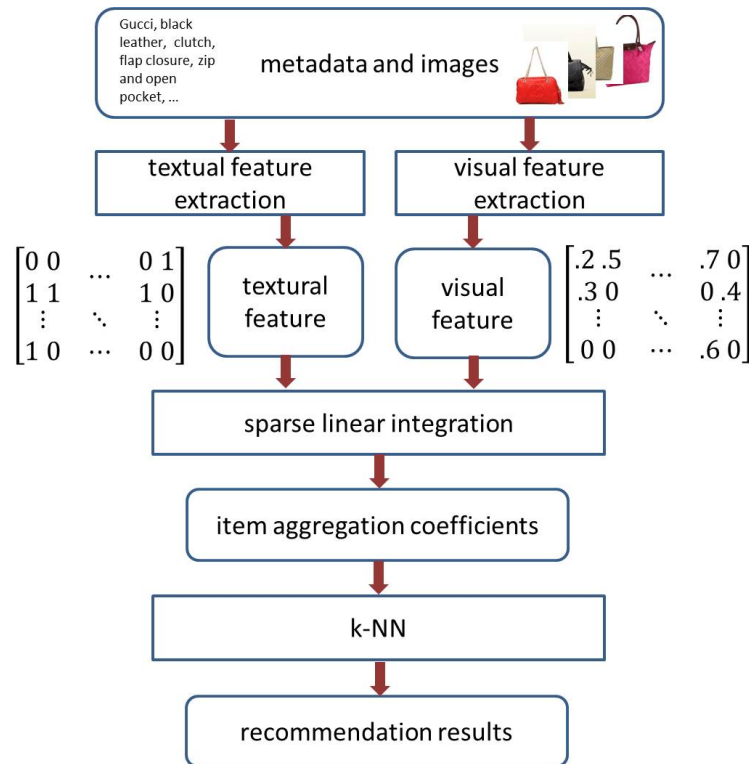 Gucci, black
leather, clutch,
flap closure, zip
and open
pocket, ...
metadata and images
textual feature
extraction
visual feature
extraction
0 0 ... 0 1
1 1 1 0
⋮ ⋱ ⋮
1 0 ... 0 0
textural
feature
visual
feature
.2 .5 ... .7 0
.3 0 0 .4
⋮ ⋱ ⋮
0 0 ... .6 0
sparse linear integration
item aggregation coefficients
k-NN
recommendation results